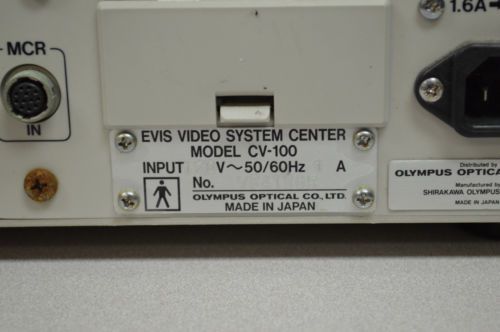 MCR
IN
1.6A
EVIS VIDEO SYSTEM CENTER
MODEL CV-100
INPUT V～50/60Hz A
No.
OLYMPUS OPTICAL CO., LTD.
MADE IN JAPAN
Distributed by
OLYMPUS OPTICA
Manufactured by
SHIRAKAWA OLYMPUS
MADE IN JAPAN